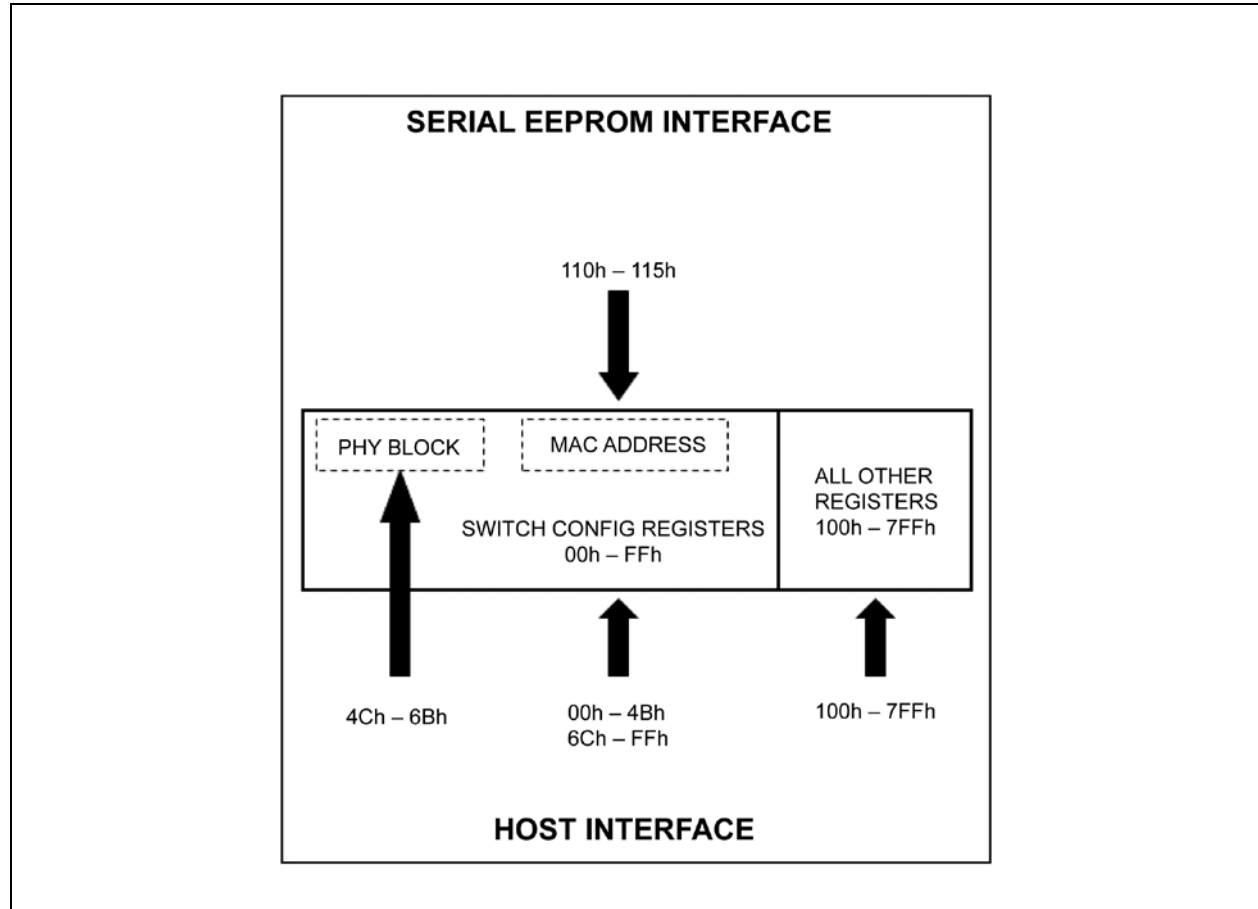 SERIAL EEPROM INTERFACE
110h – 115h
PHY BLOCK
MAC ADDRESS
SWITCH CONFIG REGISTERS
00h – FFh
ALL OTHER
REGISTERS
100h – 7FFh
4Ch – 6Bh
00h – 4Bh
6Ch – FFh
100h – 7FFh
HOST INTERFACE